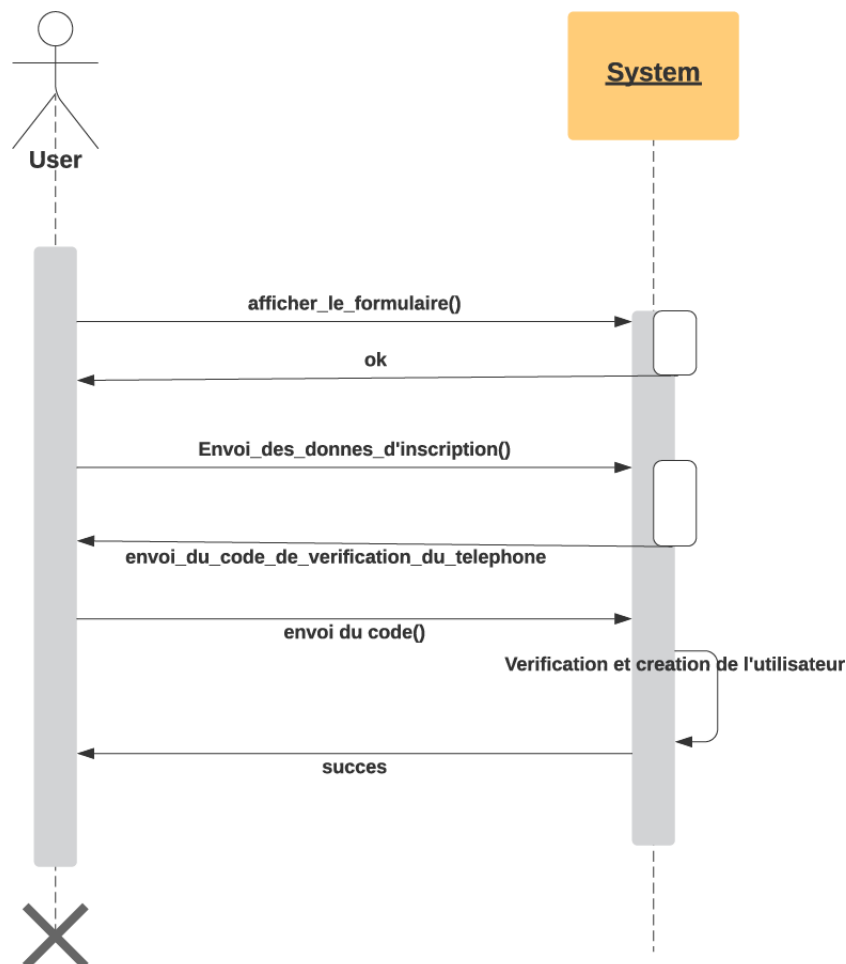 System
User
afficher_le_formulaire()
ok
Envoi_des_donnes_d'inscription()
envoi_du_code_de_verification_du_telephone
envoi du code()
Verification et creation de l'utilisateur
succes